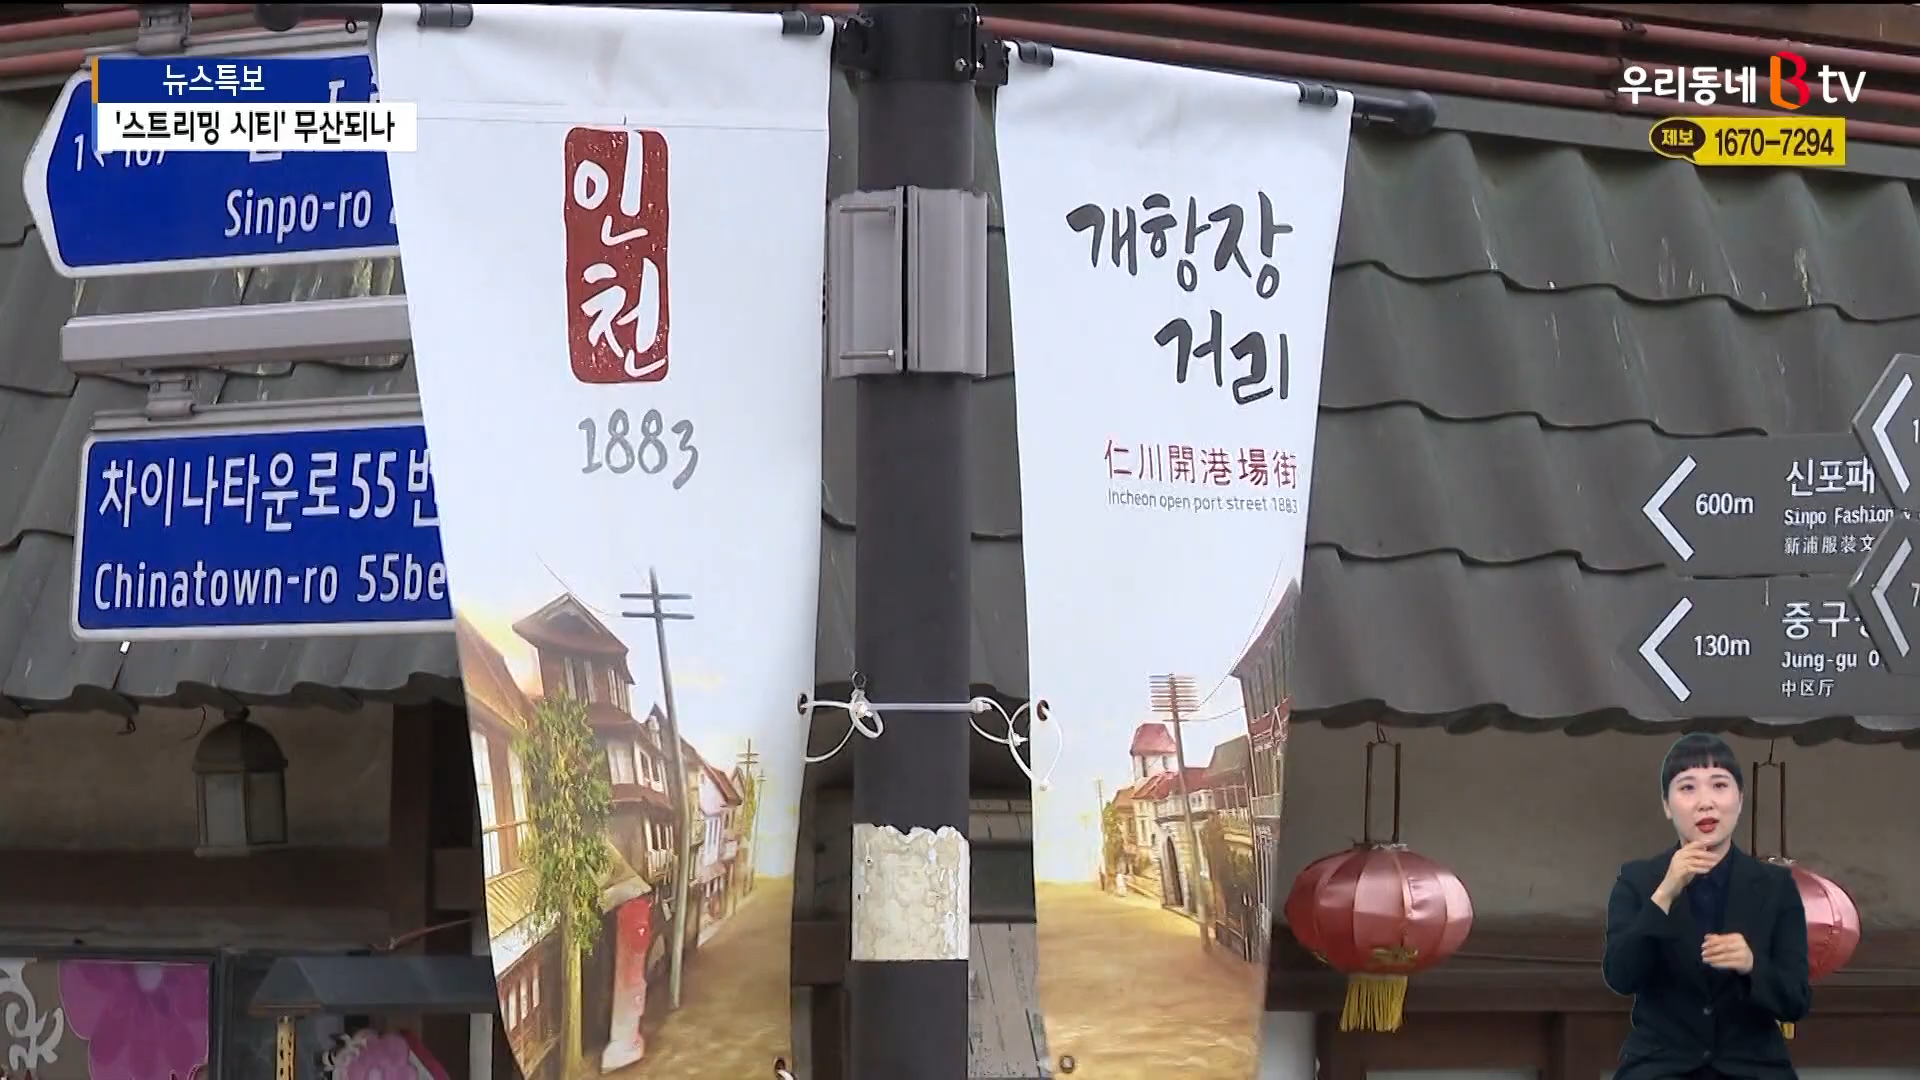 뉴스특보
'스트리밍 시티' 무산되나
우리동네 B tv
제보 1670-7294
Sinpo-ro
차이나타운로 55번
Chinatown-ro 55be
인천
1883
개항장
거리
仁川開港場街
Incheon open port street 1883
600m
신포패
Sinpo Fashion
新浦服装文
130m
중구
Jung-gu O
中区厅